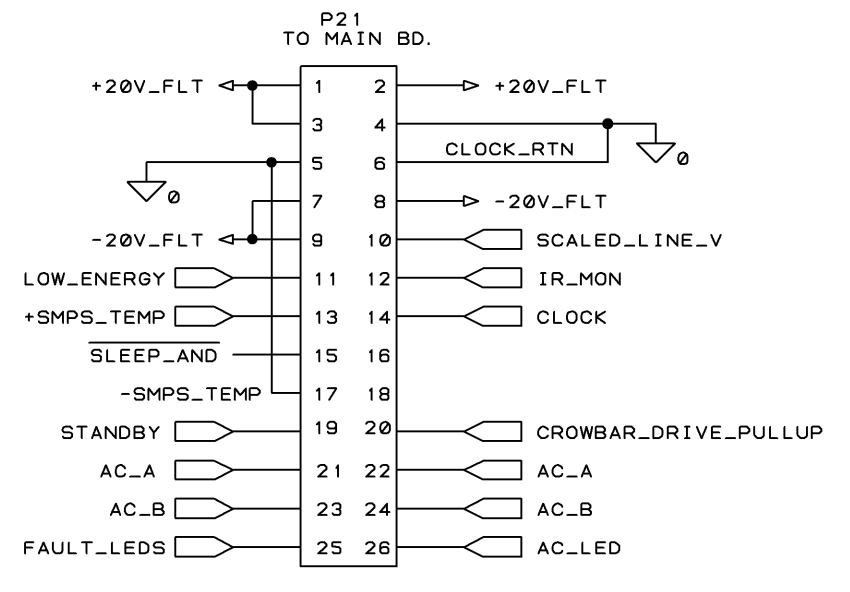 P21
TO MAIN BD.
+20V_FLT 1 2 +20V_FLT
3 4
CLOCK_RTN
5 6 0
0 7 8 -20V_FLT
-20V_FLT 9 10 SCALED_LINE_V
LOW_ENERGY 11 12 IR_MON
+SMPS_TEMP 13 14 CLOCK
SLEEP_AND 15 16
-SMPS_TEMP 17 18
STANDBY 19 20 CROWBAR_DRIVE_PULLUP
AC_A 21 22 AC_A
AC_B 23 24 AC_B
FAULT_LEDS 25 26 AC_LED